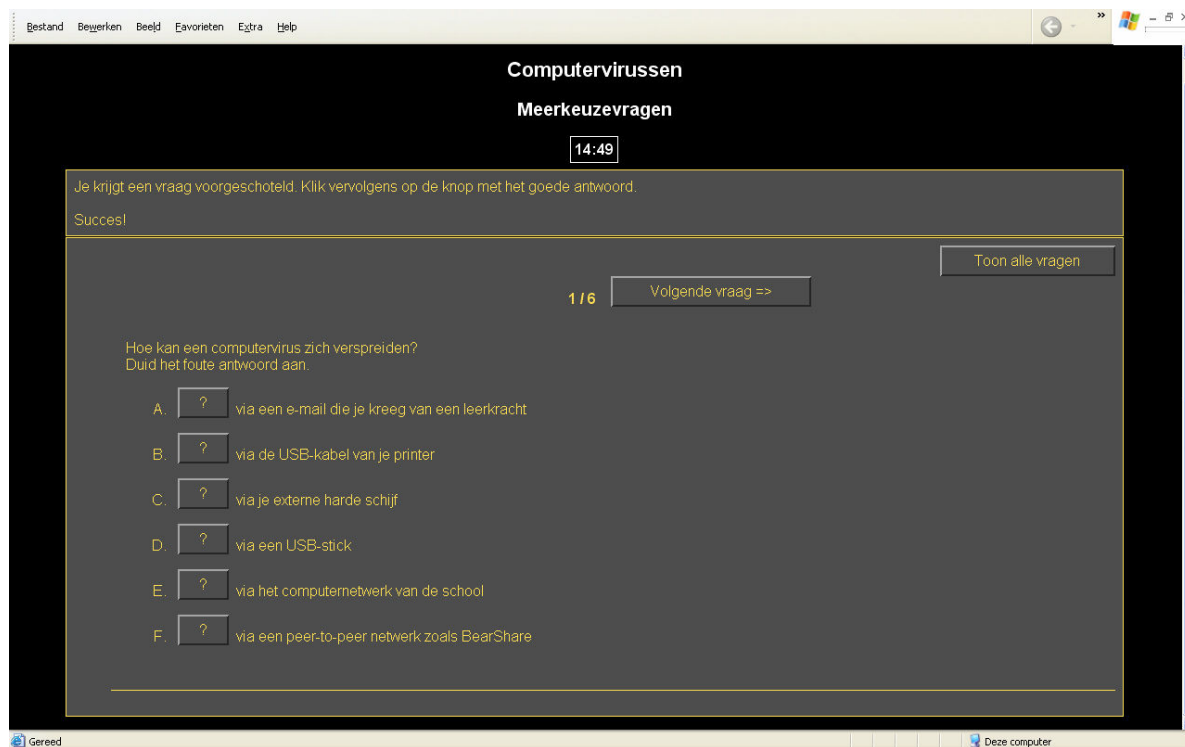 Bestand Bewerken Beeld Favorieten Extra Help »
Computervirussen
Meerkeuzevragen
14:49
Je krijgt een vraag voorgeschoteld. Klik vervolgens op de knop met het goede antwoord.
Succes!
Toon alle vragen
1 / 6 Volgende vraag =>
Hoe kan een computervirus zich verspreiden?
Duid het foute antwoord aan.
A. ? via een e-mail die je kreeg van een leerkracht
B. ? via de USB-kabel van je printer
C. ? via je externe harde schijf
D. ? via een USB-stick
E. ? via het computernetwerk van de school
F. ? via een peer-to-peer netwerk zoals BearShare
Gereed Deze computer